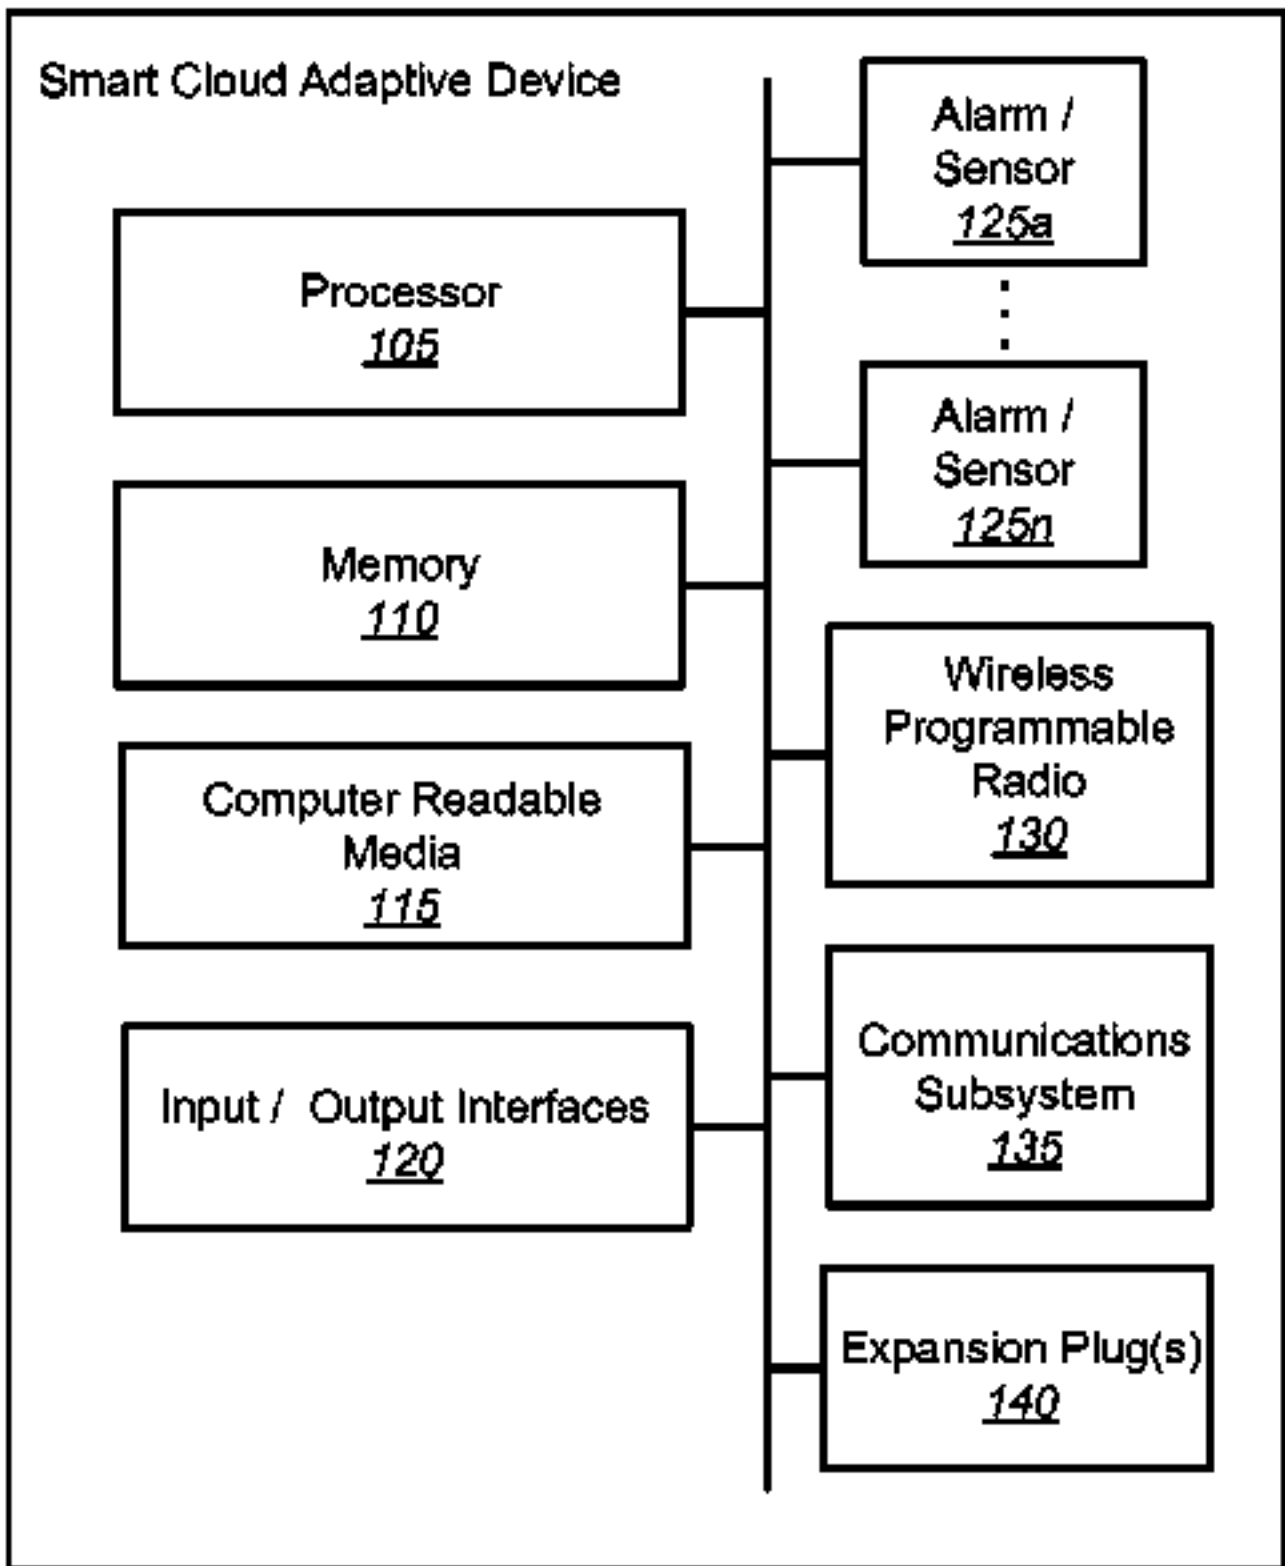 Smart Cloud Adaptive Device
Processor
105
Memory
110
Computer Readable
Media
115
Input / Output Interfaces
120
Alarm /
Sensor
125a
Alarm /
Sensor
125n
Wireless
Programmable
Radio
130
Communications
Subsystem
135
Expansion Plug(s)
140